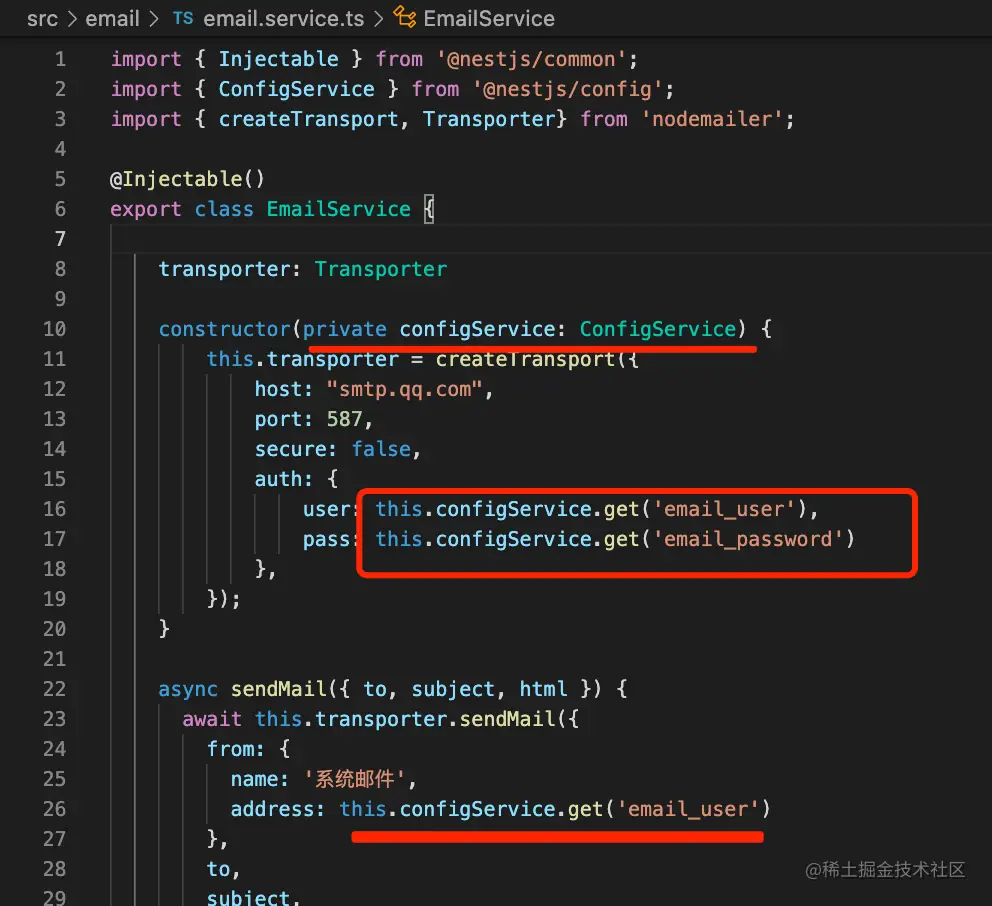 src > email > TS email.service.ts > EmailService
1 import { Injectable } from '@nestjs/common';
2 import { ConfigService } from '@nestjs/config';
3 import { createTransport, Transporter} from 'nodemailer';
4
5 @Injectable()
6 export class EmailService {
7
8 transporter: Transporter
9
10 constructor(private configService: ConfigService) {
11 this.transporter = createTransport({
12 host: "smtp.qq.com",
13 port: 587,
14 secure: false,
15 auth: {
16 user: this.configService.get('email_user'),
17 pass: this.configService.get('email_password')
18 },
19 });
20 }
21
22 async sendMail({ to, subject, html }) {
23 await this.transporter.sendMail({
24 from: {
25 name: '系统邮件',
26 address: this.configService.get('email_user')
27 },
28 to,
29 subject,
@稀土掘金技术社区